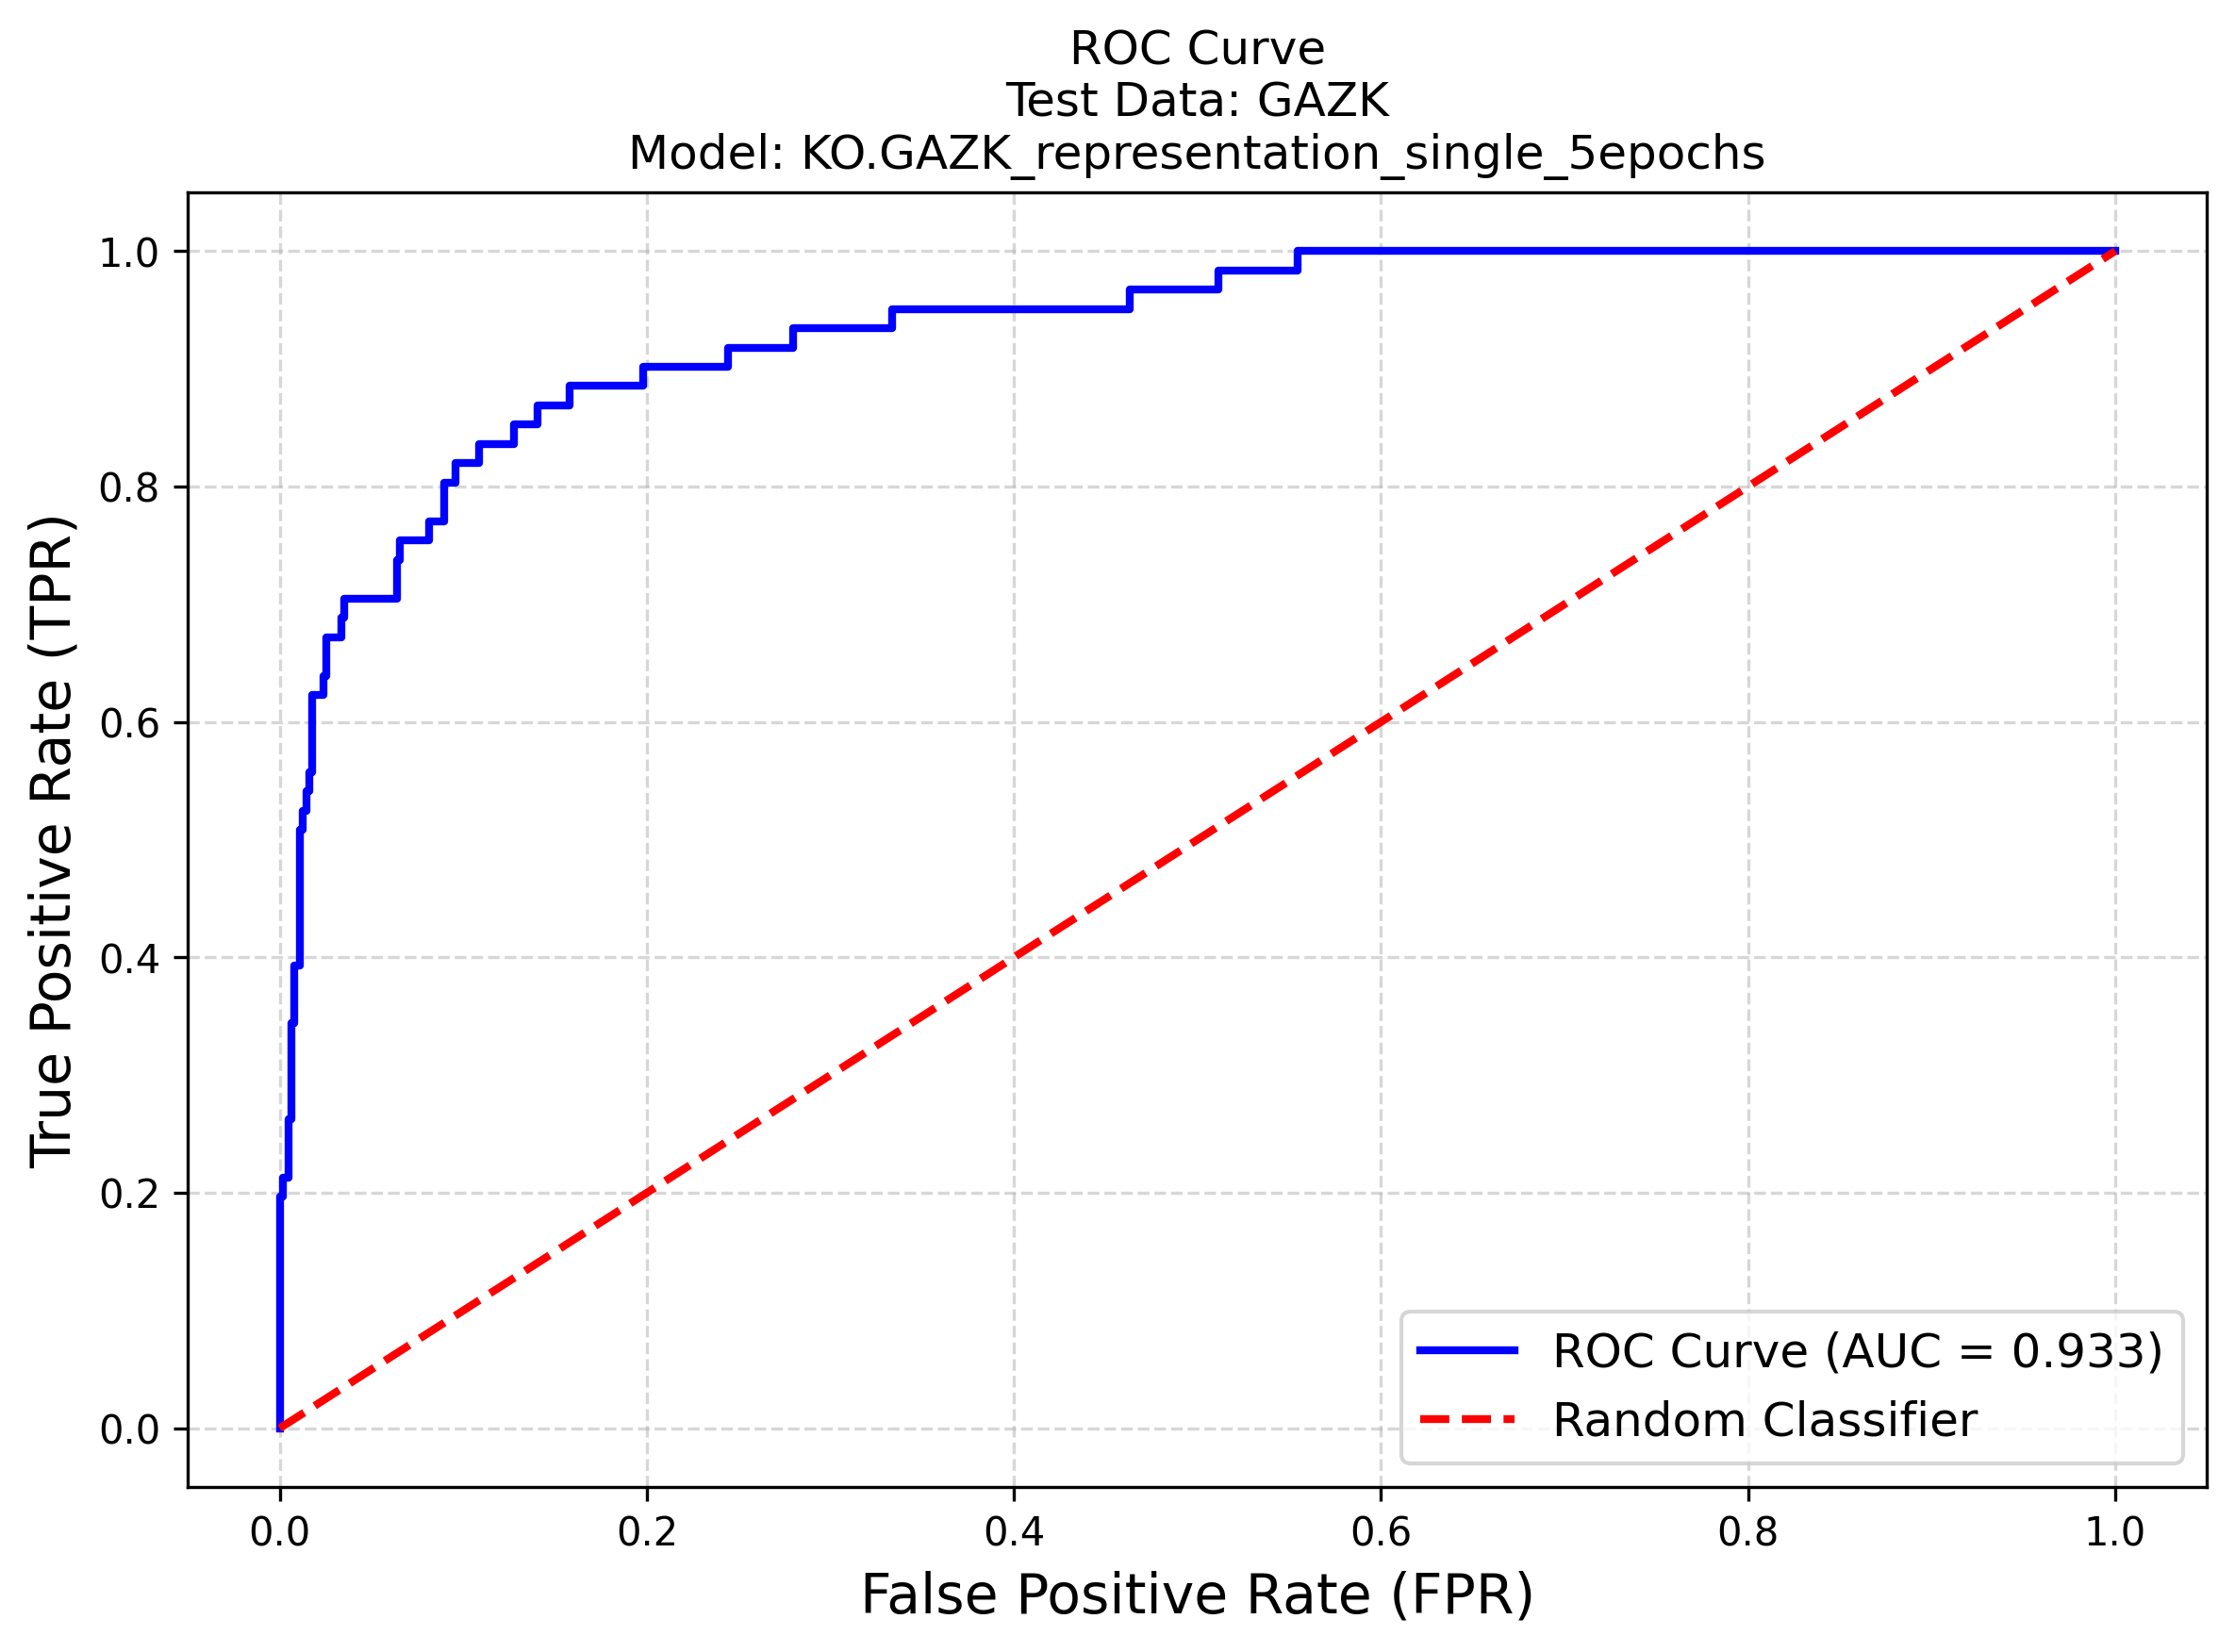 ROC Curve
Test Data: GAZK
Model: KO.GAZK_representation_single_5epochs
True Positive Rate (TPR)
1.0
0.8
0.6
0.4
0.2
0.0
0.0 0.2 0.4 0.6 0.8 1.0
False Positive Rate (FPR)
ROC Curve (AUC = 0.933)
Random Classifier